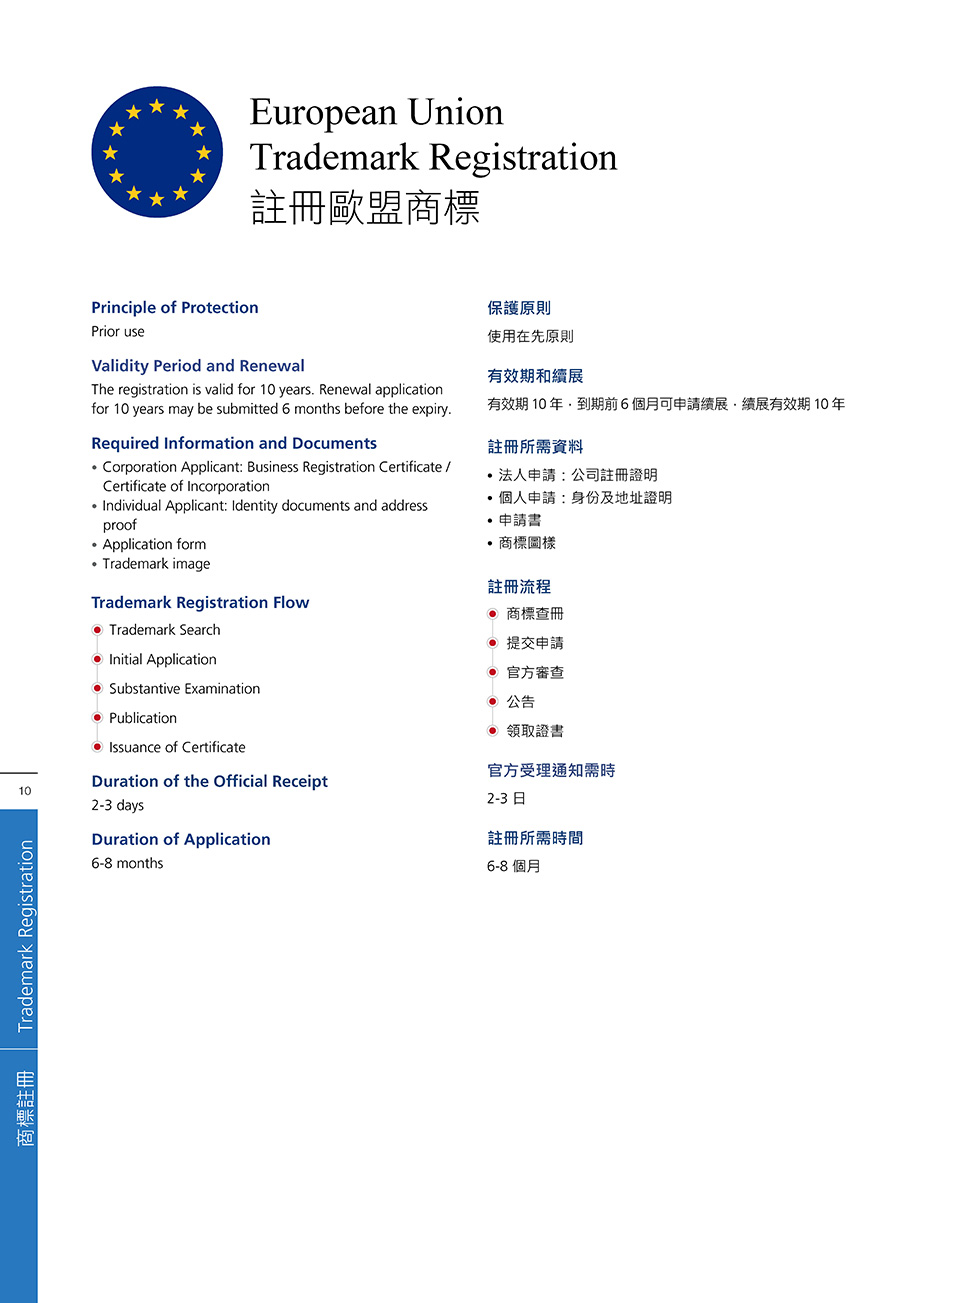 European Union
Trademark Registration
註冊歐盟商標
Principle of Protection
Prior use
Validity Period and Renewal
The registration is valid for 10 years. Renewal application
for 10 years may be submitted 6 months before the expiry.
Required Information and Documents
• Corporation Applicant: Business Registration Certificate /
Certificate of Incorporation
• Individual Applicant: Identity documents and address
proof
• Application form
• Trademark image
Trademark Registration Flow
Trademark Search
Initial Application
Substantive Examination
Publication
Issuance of Certificate
Duration of the Official Receipt
2-3 days
Duration of Application
6-8 months
保護原則
使用在先原則
有效期和續展
有效期 10 年，到期前 6 個月可申請續展，續展有效期 10 年
註冊所需資料
• 法人申請：公司註冊證明
• 個人申請：身份及地址證明
• 申請書
• 商標圖樣
註冊流程
商標查冊
提交申請
官方審查
公告
領取證書
官方受理通知需時
2-3 日
註冊所需時間
6-8 個月
10
Trademark Registration
商標註冊